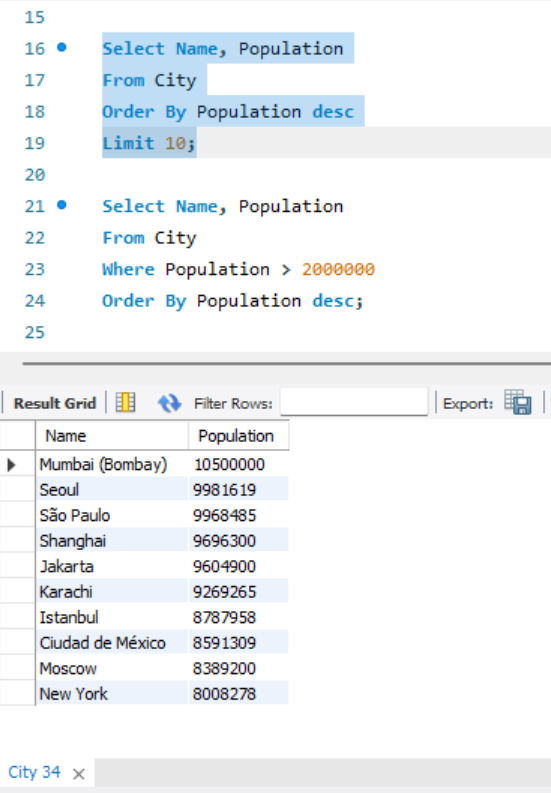 15
16 Select Name, Population
17 From City
18 Order By Population desc
19 Limit 10;
20
21 Select Name, Population
22 From City
23 Where Population > 2000000
24 Order By Population desc;
25
Result Grid Filter Rows: Export:
Name Population
Mumbai (Bombay) 10500000
Seoul 9981619
São Paulo 9968485
Shanghai 9696300
Jakarta 9604900
Karachi 9269265
Istanbul 8787958
Ciudad de México 8591309
Moscow 8389200
New York 8008278
City 34